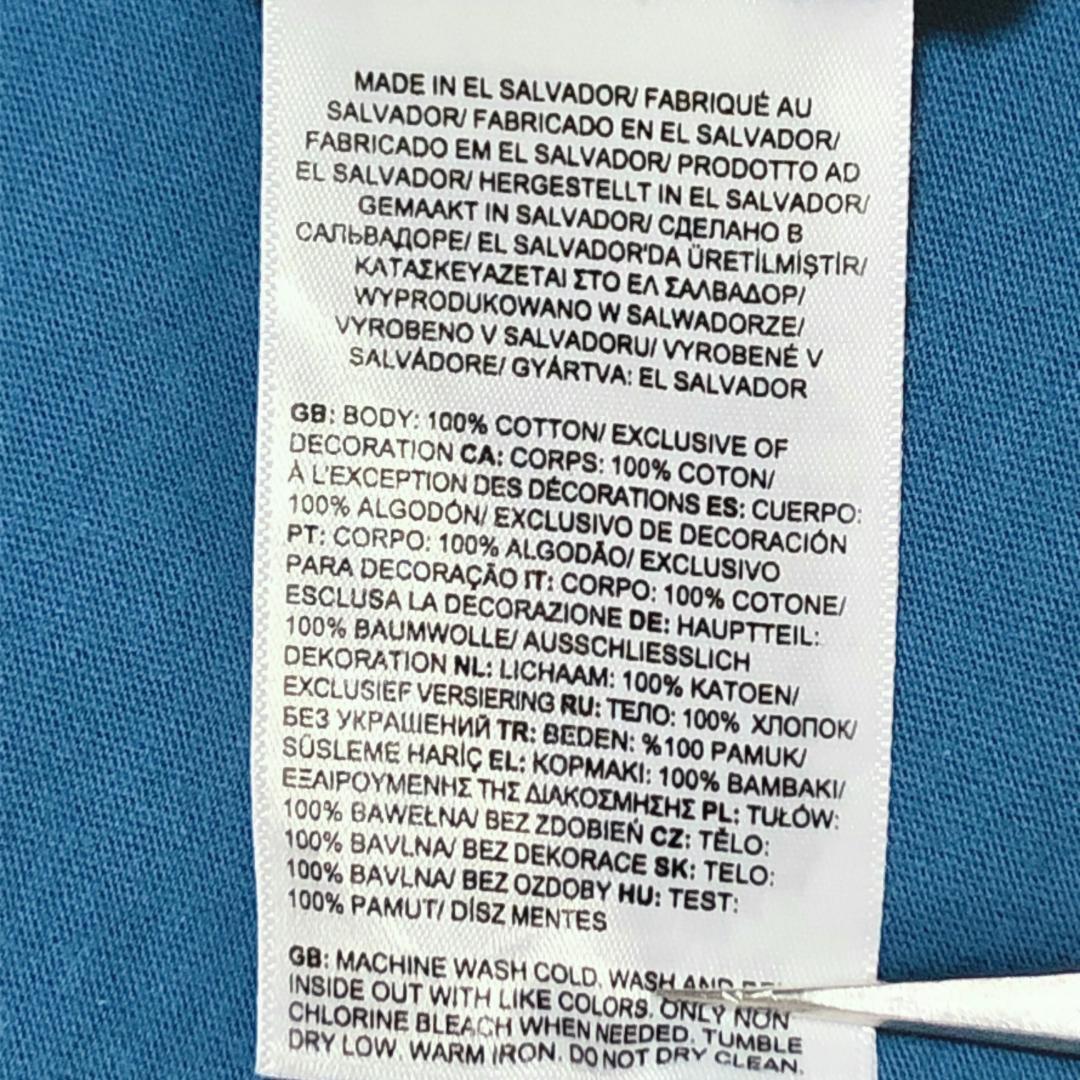 MADE IN EL SALVADOR/ FABRIQUÉ AU
SALVADOR/ FABRICADO EN EL SALVADOR/
FABRICADO EM EL SALVADOR/ PRODOTTO AD
EL SALVADOR/ HERGESTELLT IN EL SALVADOR/
GEMAAKT IN SALVADOR/ СДЕЛАНО В
САЛЬВАДОРЕ/ EL SALVADOR'DA ÜRETİLMİŞTİR/
ΚΑΤΑΣΚΕΥΑΖΕΤΑΙ ΣΤΟ ΕΛ ΣΑΛΒΑΔΟΡ/
WYPRODUKOWANO W SALWADORZE/
VYROBENO V SALVADORU/ VYROBENÉ V
SALVÁDORE/ GYÁRTVA: EL SALVADOR
GB: BODY: 100% COTTON/ EXCLUSIVE OF
DECORATION CA: CORPS: 100% COTON/
À L'EXCEPTION DES DÉCORATIONS ES: CUERPO:
100% ALGODÓN/ EXCLUSIVO DE DECORACIÓN
PT: CORPO: 100% ALGODÃO/ EXCLUSIVO
PARA DECORAÇÃO IT: CORPO: 100% COTONE/
ESCLUSA LA DECORAZIONE DE: HAUPTTEIL:
100% BAUMWOLLE/ AUSSCHLIESSLICH
DEKORATION NL: LICHAAM: 100% KATOEN/
EXCLUSIEF VERSIERING RU: ТЕЛО: 100% ХЛОПОК/
БЕЗ УКРАШЕНИЙ TR: BEDEN: %100 PAMUK/
SÜSLEME HARİÇ EL: ΚΟΡΜΑΚΙ: 100% ΒΑΜΒΑΚΙ/
ΕΞΑΙΡΟΥΜΕΝΗΣ ΤΗΣ ΔΙΑΚΟΣΜΗΣΗΣ PL: TUŁÓW:
100% BAWEŁNA/ BEZ ZDOBIEŃ CZ: TĚLO:
100% BAVLNA/ BEZ DEKORACE SK: TELO:
100% BAVLNA/ BEZ OZDOBY HU: TEST:
100% PAMUT/ DÍSZ MENTES
GB: MACHINE WASH COLD. WASH AND
INSIDE OUT WITH LIKE COLORS. ONLY NON
CHLORINE BLEACH WHEN NEEDED. TUMBLE
DRY LOW. WARM IRON. DO NOT DRY CLEAN.